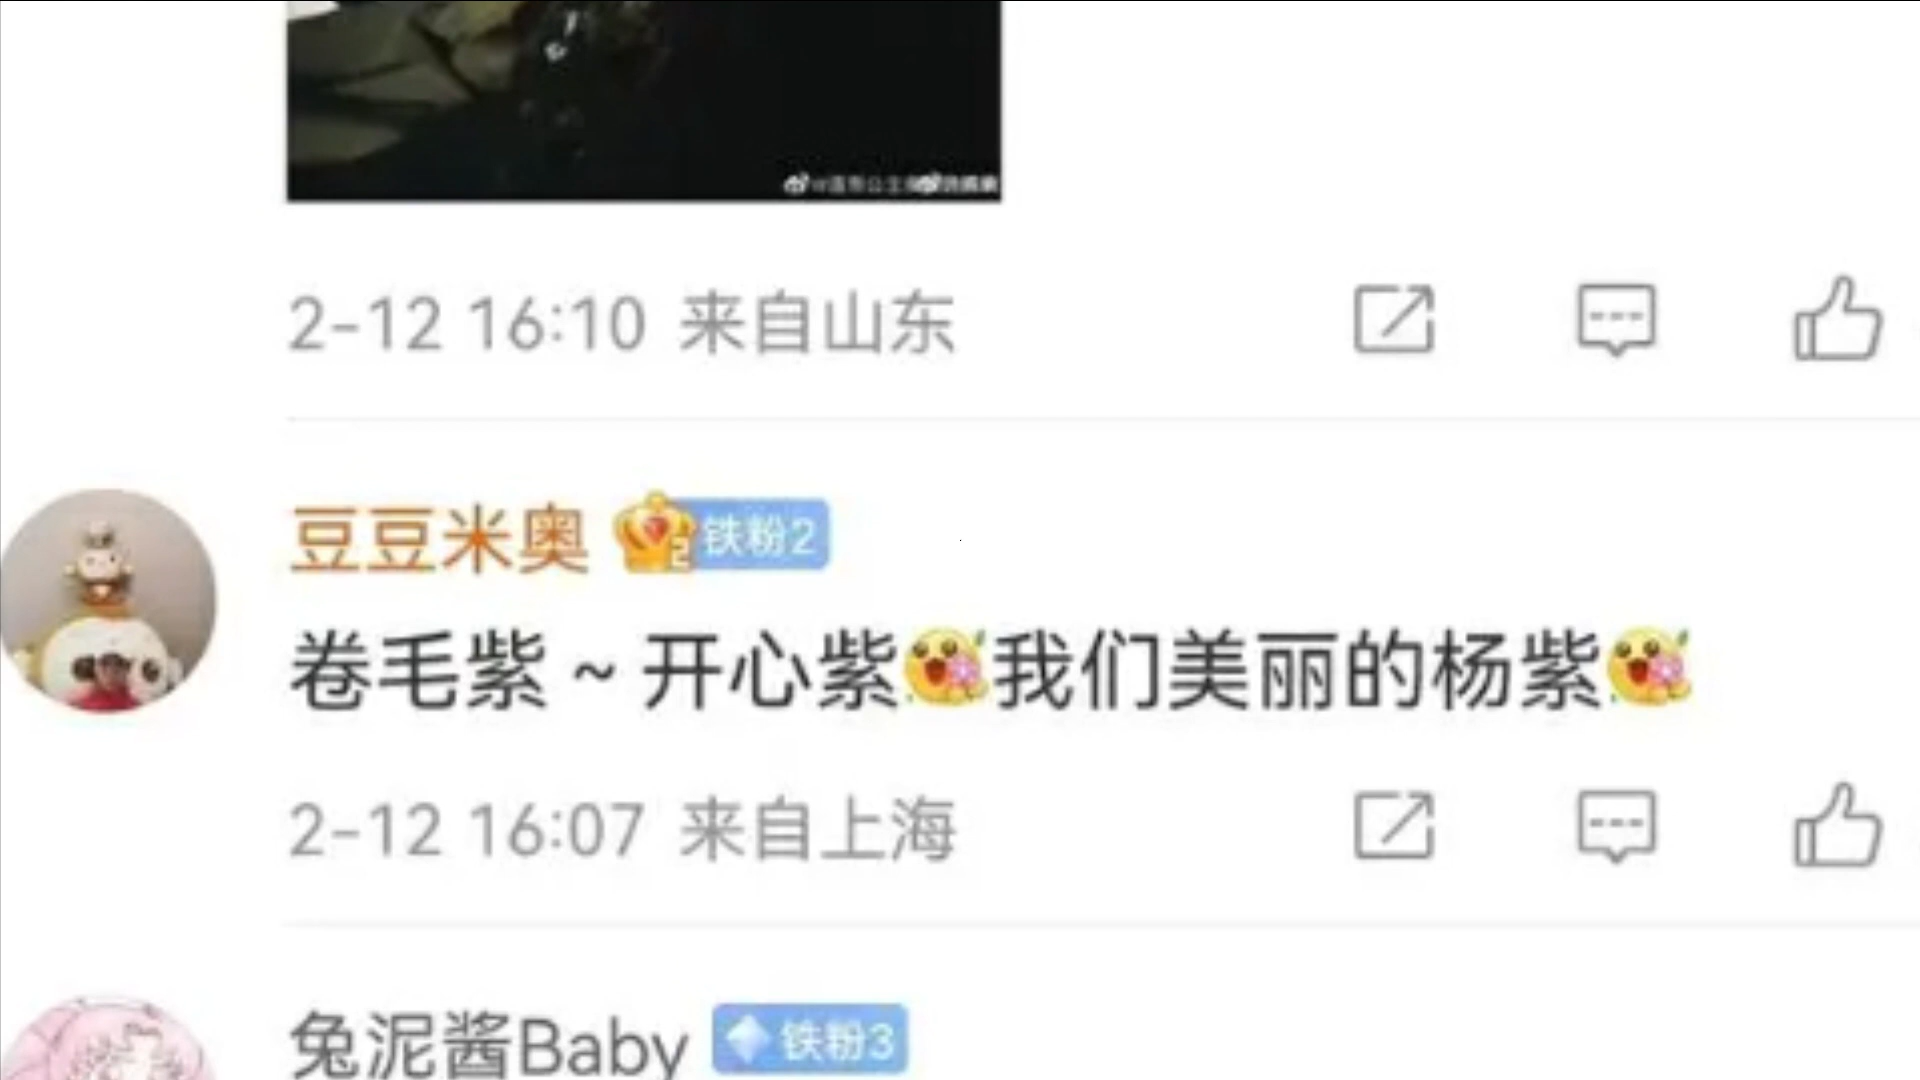 2-12 16:10 来自山东
豆豆米奥 2 铁粉2
卷毛紫~开心紫我们美丽的杨紫
2-12 16:07 来自上海
兔泥酱Baby 铁粉3